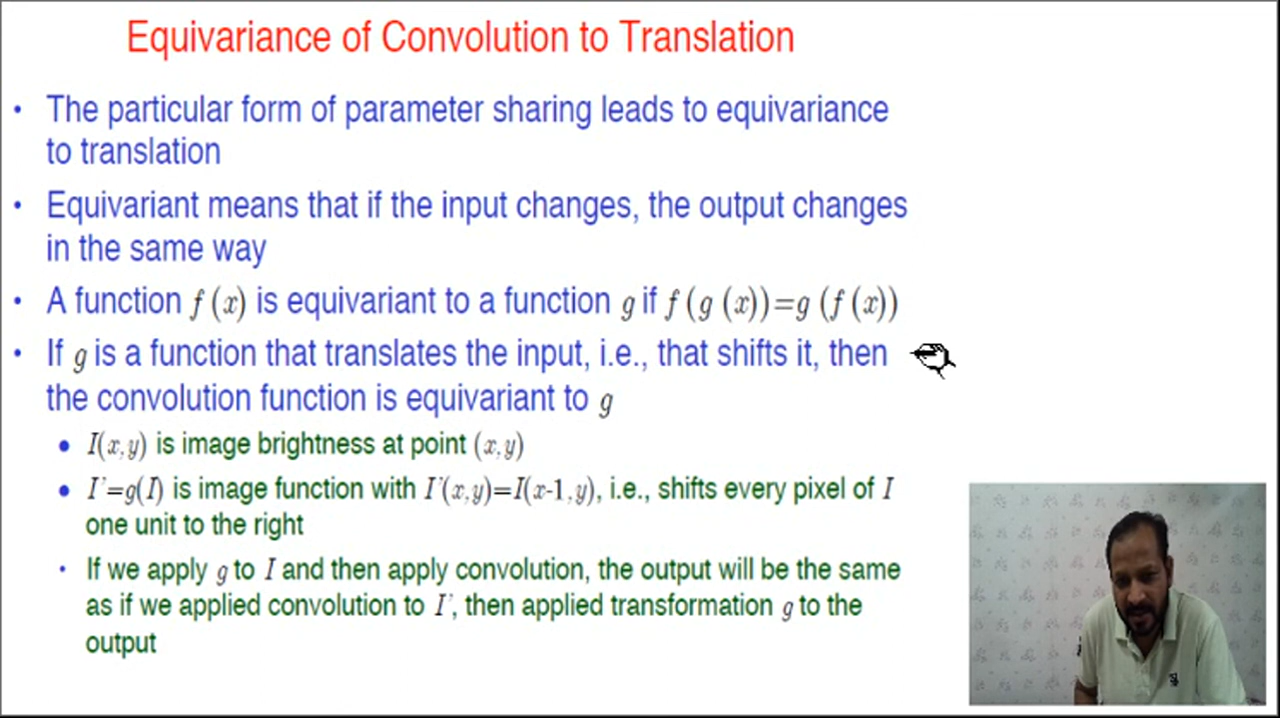 Equivariance of Convolution to Translation
• The particular form of parameter sharing leads to equivariance
to translation
• Equivariant means that if the input changes, the output changes
in the same way
• A function f (x) is equivariant to a function g if f (g (x))=g (f (x))
• If g is a function that translates the input, i.e., that shifts it, then
the convolution function is equivariant to g
• I(x,y) is image brightness at point (x,y)
• I'=g(I) is image function with I'(x,y)=I(x-1,y), i.e., shifts every pixel of I
one unit to the right
• If we apply g to I and then apply convolution, the output will be the same
as if we applied convolution to I', then applied transformation g to the
output